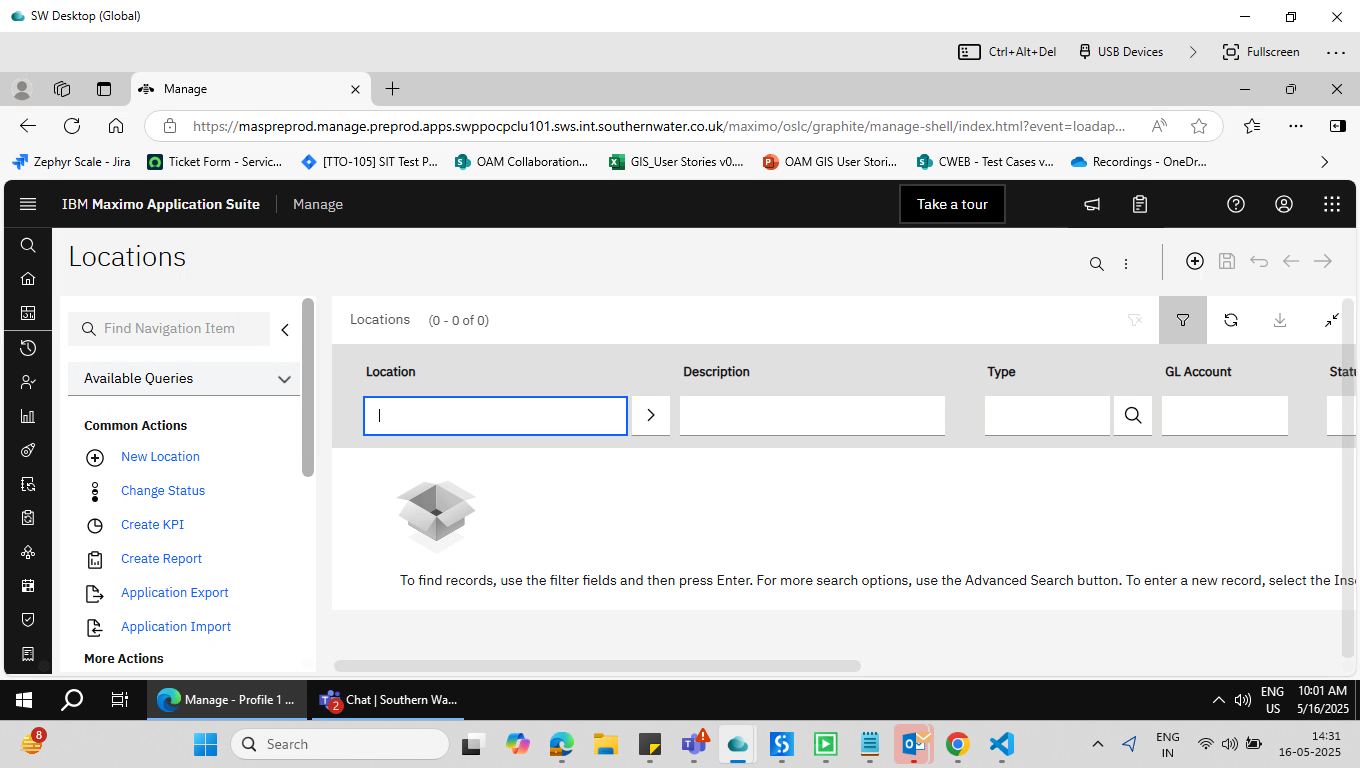 SW Desktop (Global)
Ctrl+Alt+Del
USB Devices
Fullscreen
Manage
https://maspreprod.manage.preprod.apps.swppocpclu101.sws.int.southernwater.co.uk/maximo/oslc/graphite/manage-shell/index.html?event=loadap...
Zephyr Scale - Jira
Ticket Form - Servic...
[TTO-105] SIT Test P...
OAM Collaboration...
GIS_User Stories v0....
OAM GIS User Stori...
CWEB - Test Cases v...
Recordings - OneDr...
IBM Maximo Application Suite
Manage
Take a tour
Locations
Find Navigation Item
Available Queries
Common Actions
New Location
Change Status
Create KPI
Create Report
Application Export
Application Import
More Actions
Locations (0 - 0 of 0)
Location
Description
Type
GL Account
Statu
To find records, use the filter fields and then press Enter. For more search options, use the Advanced Search button. To enter a new record, select the Ins
Manage - Profile 1 ...
2
Chat | Southern Wa...
ENG
US
10:01 AM
5/16/2025
8
Search
ENG
IN
14:31
16-05-2025